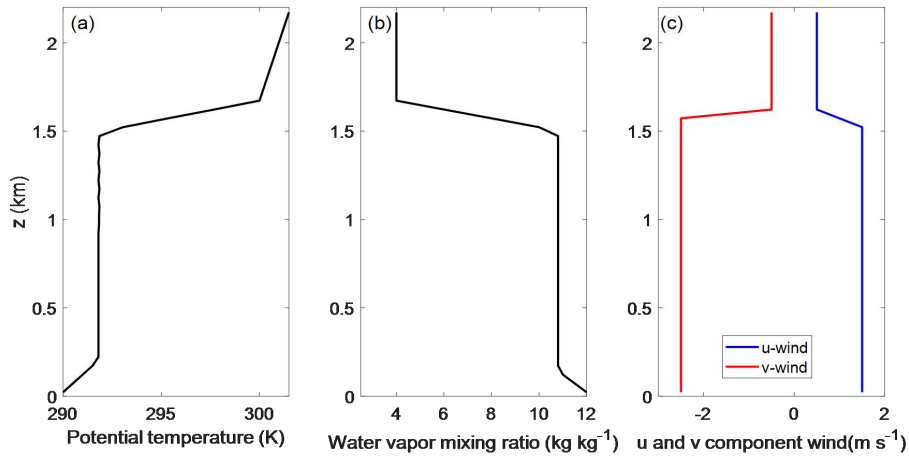 (a)
2
1.5
1
0.5
0
z (km)
290
295
300
Potential temperature (K)
(b)
2
1.5
1
0.5
0
4
6
8
10
12
Water vapor mixing ratio (kg kg⁻¹)
(c)
2
1.5
1
0.5
0
u-wind
v-wind
-2
0
2
u and v component wind(m s⁻¹)